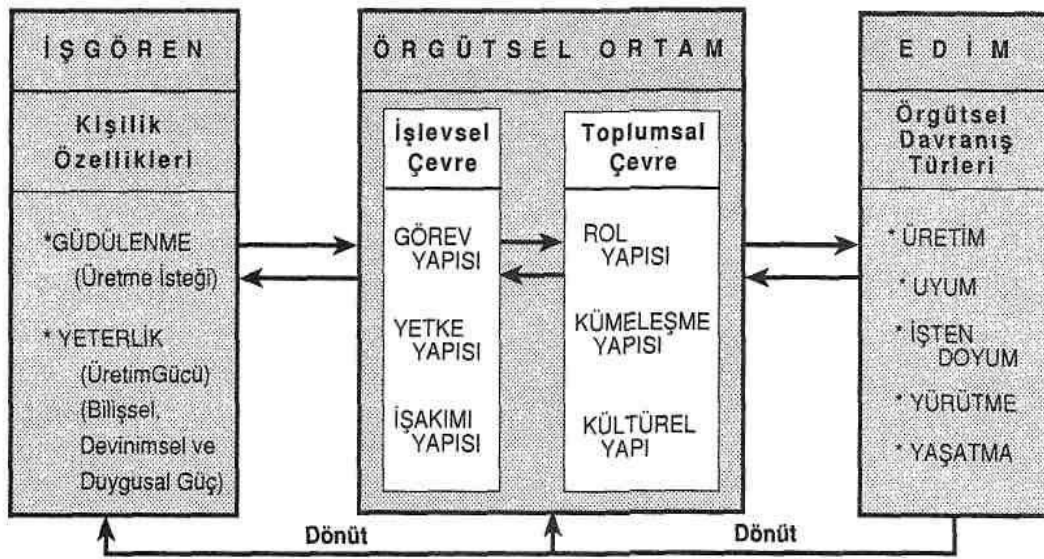 İŞGÖREN
Kişilik
Özellikleri
*GÜDÜLENME
(Üretme İsteği)
* YETERLİK
(ÜretimGücü)
(Bilişsel,
Devinimsel ve
Duygusal Güç)
ÖRGÜTSEL ORTAM
İşlevsel
Çevre
GÖREV
YAPISI
YETKE
YAPISI
İŞAKIMI
YAPISI
Toplumsal
Çevre
ROL
YAPISI
KÜMELEŞME
YAPISI
KÜLTÜREL
YAPI
EDİM
Örgütsel
Davranış
Türleri
* ÜRETİM
* UYUM
* İŞTEN
DOYUM
* YÜRÜTME
* YAŞATMA
Dönüt
Dönüt